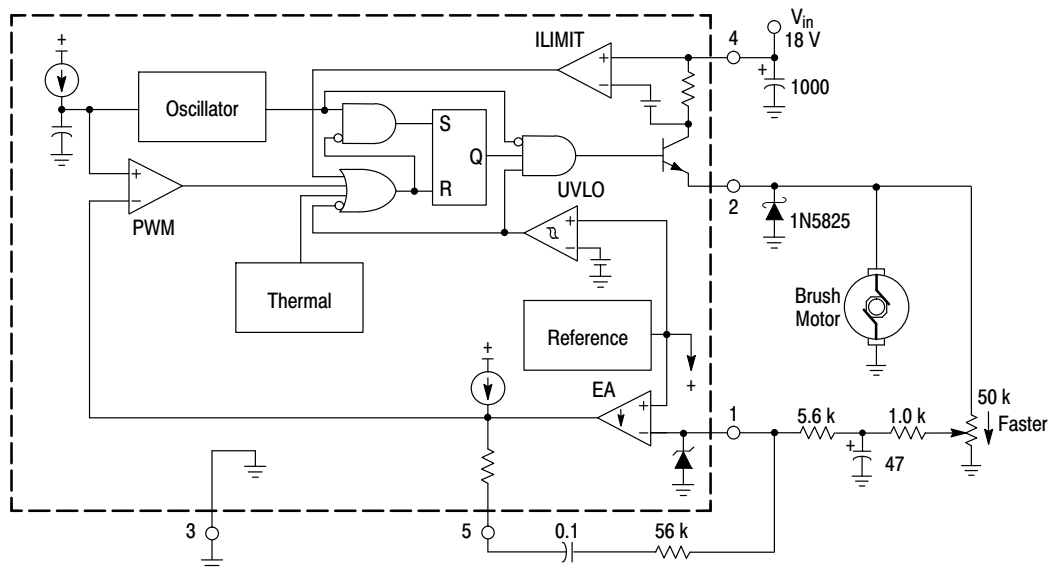 +
Oscillator
+
−
PWM
Thermal
S
Q
R
ILIMIT
+
−
UVLO
+
−
Reference
+
+
EA
+
−
4
Vin
18 V
+
1000
2
1N5825
Brush
Motor
1
5.6 k
1.0 k
50 k
Faster
+
47
3
5
0.1
56 k